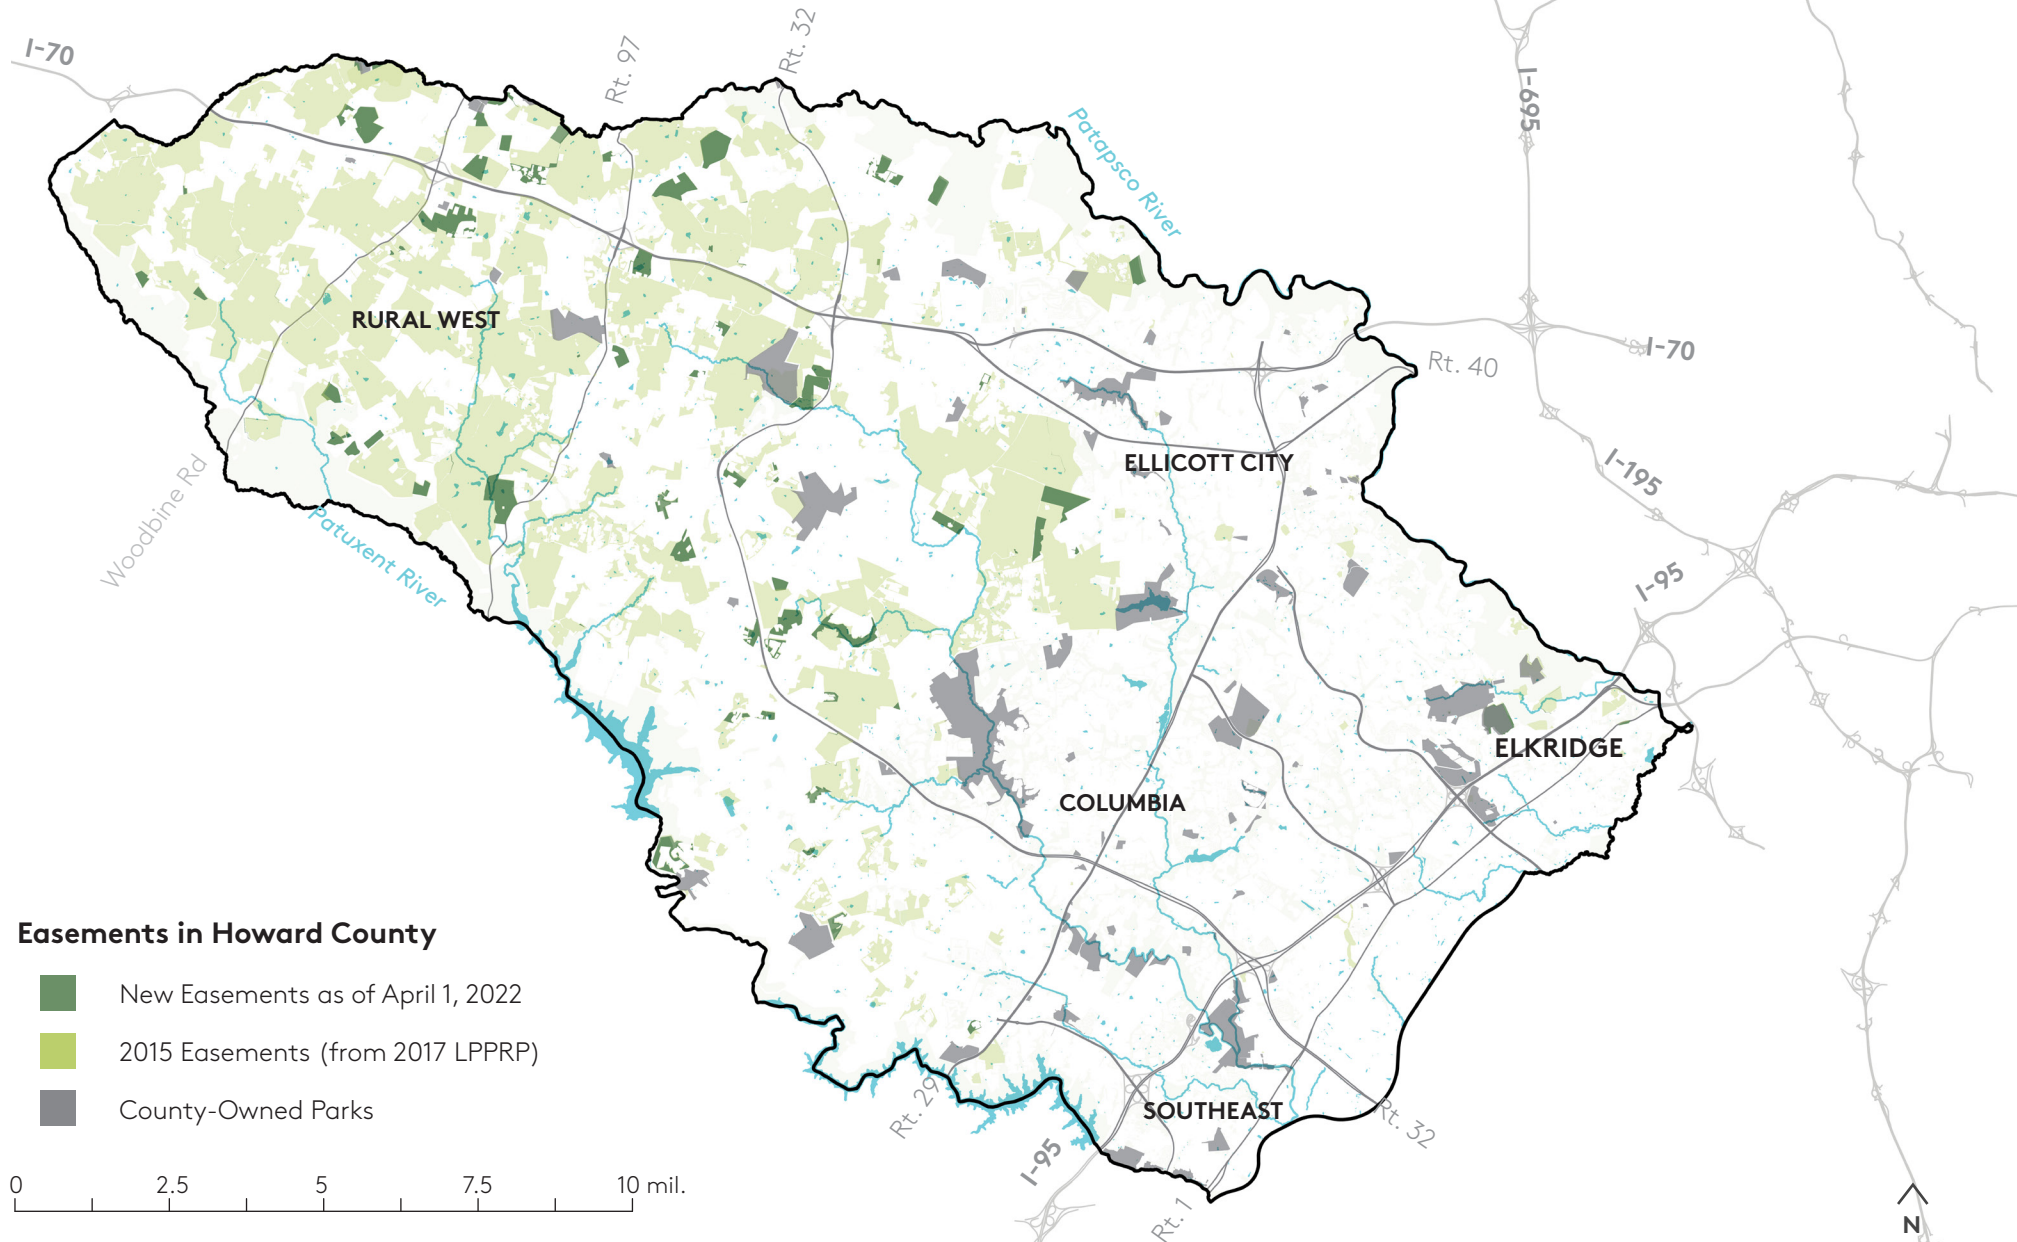 I-70
Rt. 97
Rt. 32
I-695
Patapsco River
RURAL WEST
I-70
Rt. 40
ELLICOTT CITY
I-195
Woodbine Rd
Patuxent River
I-95
ELKRIDGE
COLUMBIA
Easements in Howard County
New Easements as of April 1, 2022
2015 Easements (from 2017 LPPRP)
County-Owned Parks
Rt. 29
SOUTHEAST
Rt. 32
I-95
Rt. 1
0 2.5 5 7.5 10 mil.
N